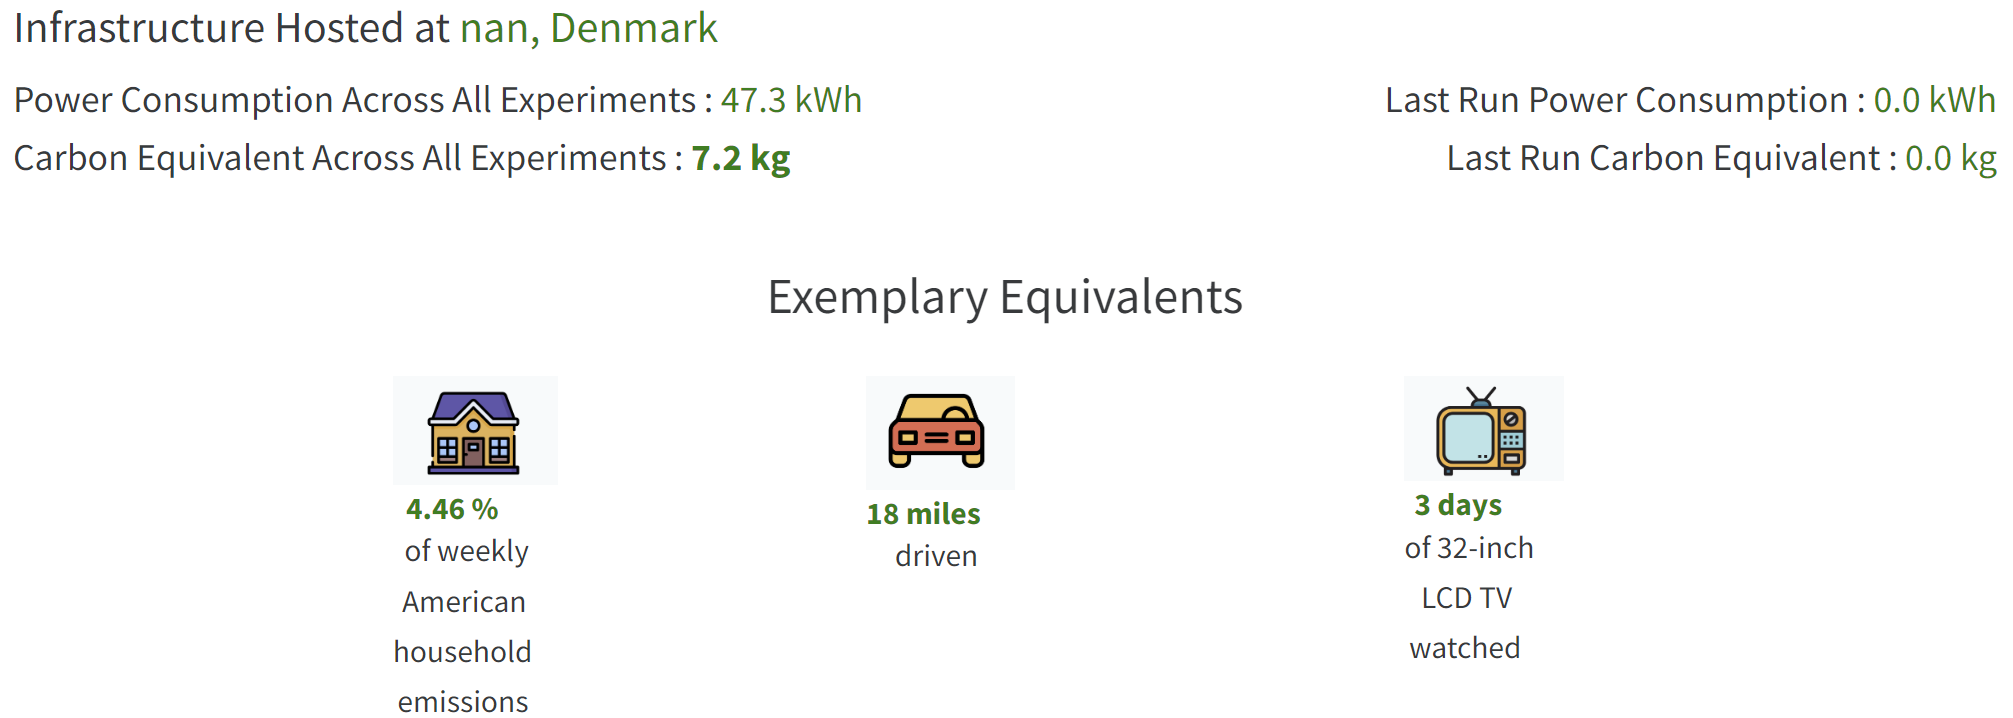 Infrastructure Hosted at nan, Denmark
Power Consumption Across All Experiments : 47.3 kWh
Last Run Power Consumption : 0.0 kWh
Carbon Equivalent Across All Experiments : 7.2 kg
Last Run Carbon Equivalent : 0.0 kg
Exemplary Equivalents
4.46 %
of weekly
American
household
emissions
18 miles
driven
3 days
of 32-inch
LCD TV
watched